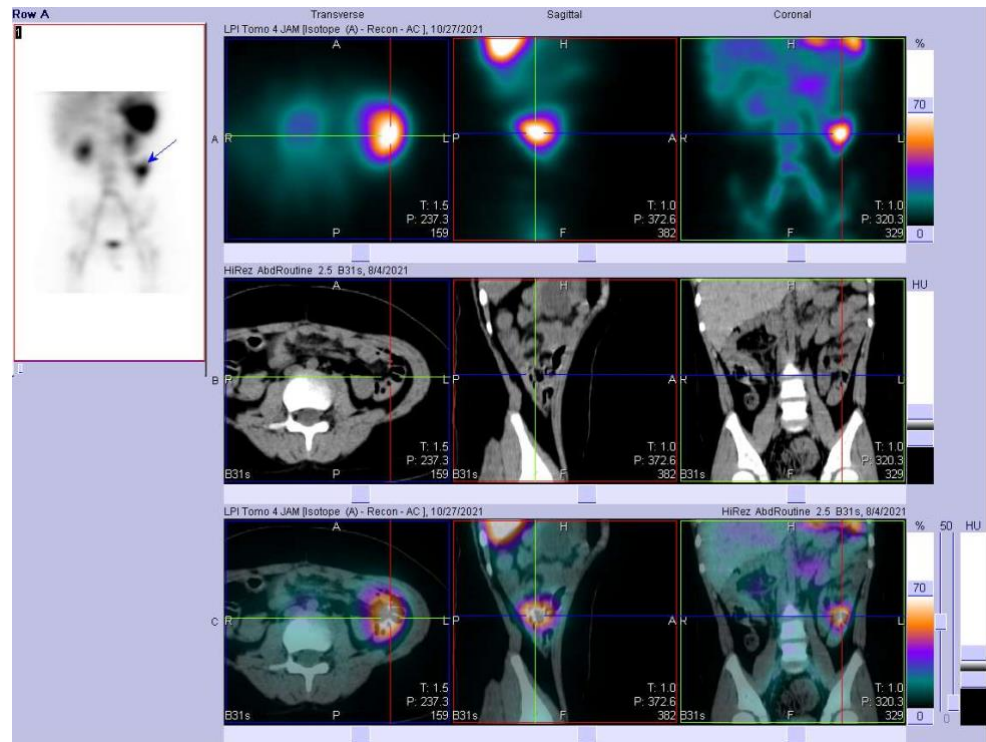 Row A
Transverse Sagittal Coronal
LPI Tomo 4 JAM [Isotope (A) - Recon - AC ], 10/27/2021
1
A H H %
70
A R L P A R L
T: 1.5 T: 1.0 T: 1.0
P: 237.3 P: 372.6 P: 320.3
P 159 F 382 F 329 0
HiRez AbdRoutine 2.5 B31s, 8/4/2021
A H H HU
B R L P A R L
T: 1.5 T: 1.0 T: 1.0
P: 237.3 P: 372.6 P: 320.3
B31s P 159 B31s F 382 B31s F 329
LPI Tomo 4 JAM [Isotope (A) - Recon - AC ], 10/27/2021 HiRez AbdRoutine 2.5 B31s, 8/4/2021
A H H % 50 HU
70
C R L P A R L
T: 1.5 T: 1.0 T: 1.0
P: 237.3 P: 372.6 P: 320.3
B31s P 159 B31s F 382 B31s F 329 0 0